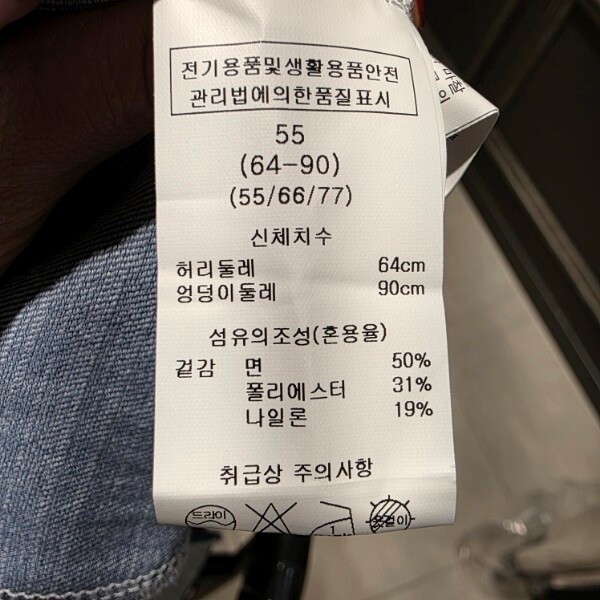 전기용품및생활용품안전
관리법에의한품질표시
55
(64-90)
(55/66/77)
신체치수
허리둘레 64cm
엉덩이둘레 90cm
섬유의조성(혼용율)
겉감 면 50%
폴리에스터 31%
나일론 19%
취급상 주의사항
드라이 옷걸이